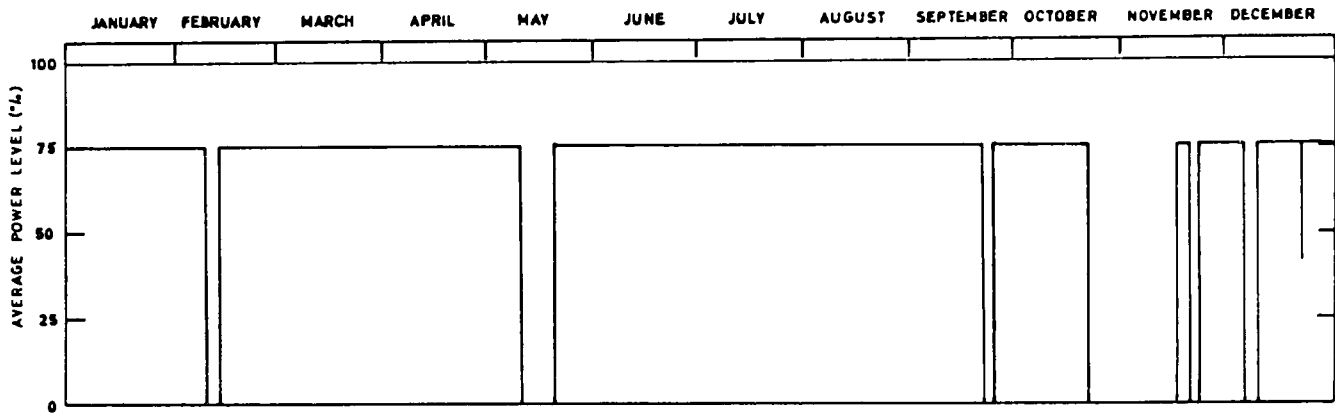 JANUARY FEBRUARY MARCH APRIL MAY JUNE JULY AUGUST SEPTEMBER OCTOBER NOVEMBER DECEMBER
AVERAGE POWER LEVEL (%)
100
75
50
25
0